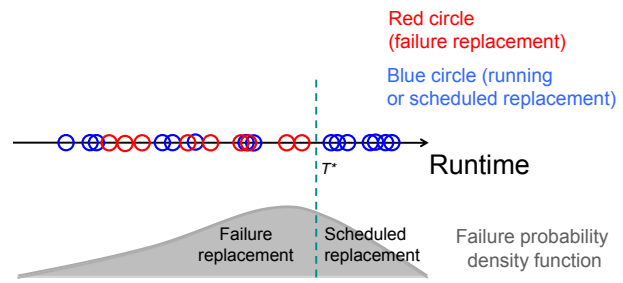 Red circle
(failure replacement)
Blue circle (running
or scheduled replacement)
T*
Runtime
Failure
replacement
Scheduled
replacement
Failure probability
density function